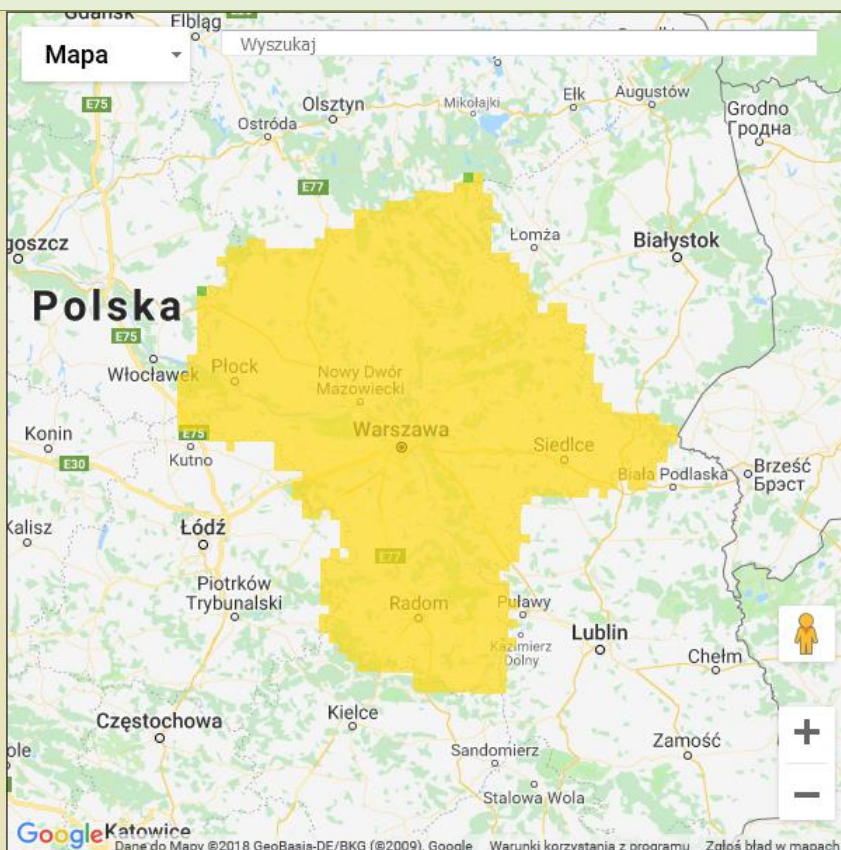 Gdańsk
Elbląg
Mapa
Wyszukaj
E75
Olsztyn
Mikołajki
Ełk
Augustów
Ostróda
Grodno
Гродна
E77
goszcz
Łomża
Białystok
Polska
E75
Włocławek
Płock
Nowy Dwór
Mazowiecki
Konin
E75
Warszawa
Siedlce
E30
Kutno
Biała Podlaska
Brześć
Брэст
Kalisz
Łódź
E77
Piotrków
Trybunalski
Radom
Puławy
Lublin
Kazimierz
Dolny
Chełm
Kielce
Częstochowa
Zamość
ole
Sandomierz
Stalowa Wola
Google
Katowice
Dane do Mapy ©2018 GeoBasis-DE/BKG (©2009), Google Warunki korzystania z programu Zgłoś błąd w mapach